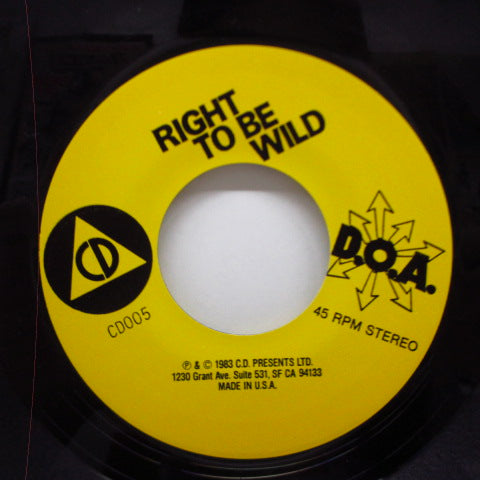 RIGHT
TO BE
WILD
CD
CD005
D.O.A.
45 RPM STEREO
℗ & © 1983 C.D. PRESENTS LTD.
1230 Grant Ave. Suite 531, SF CA 94133
MADE IN U.S.A.